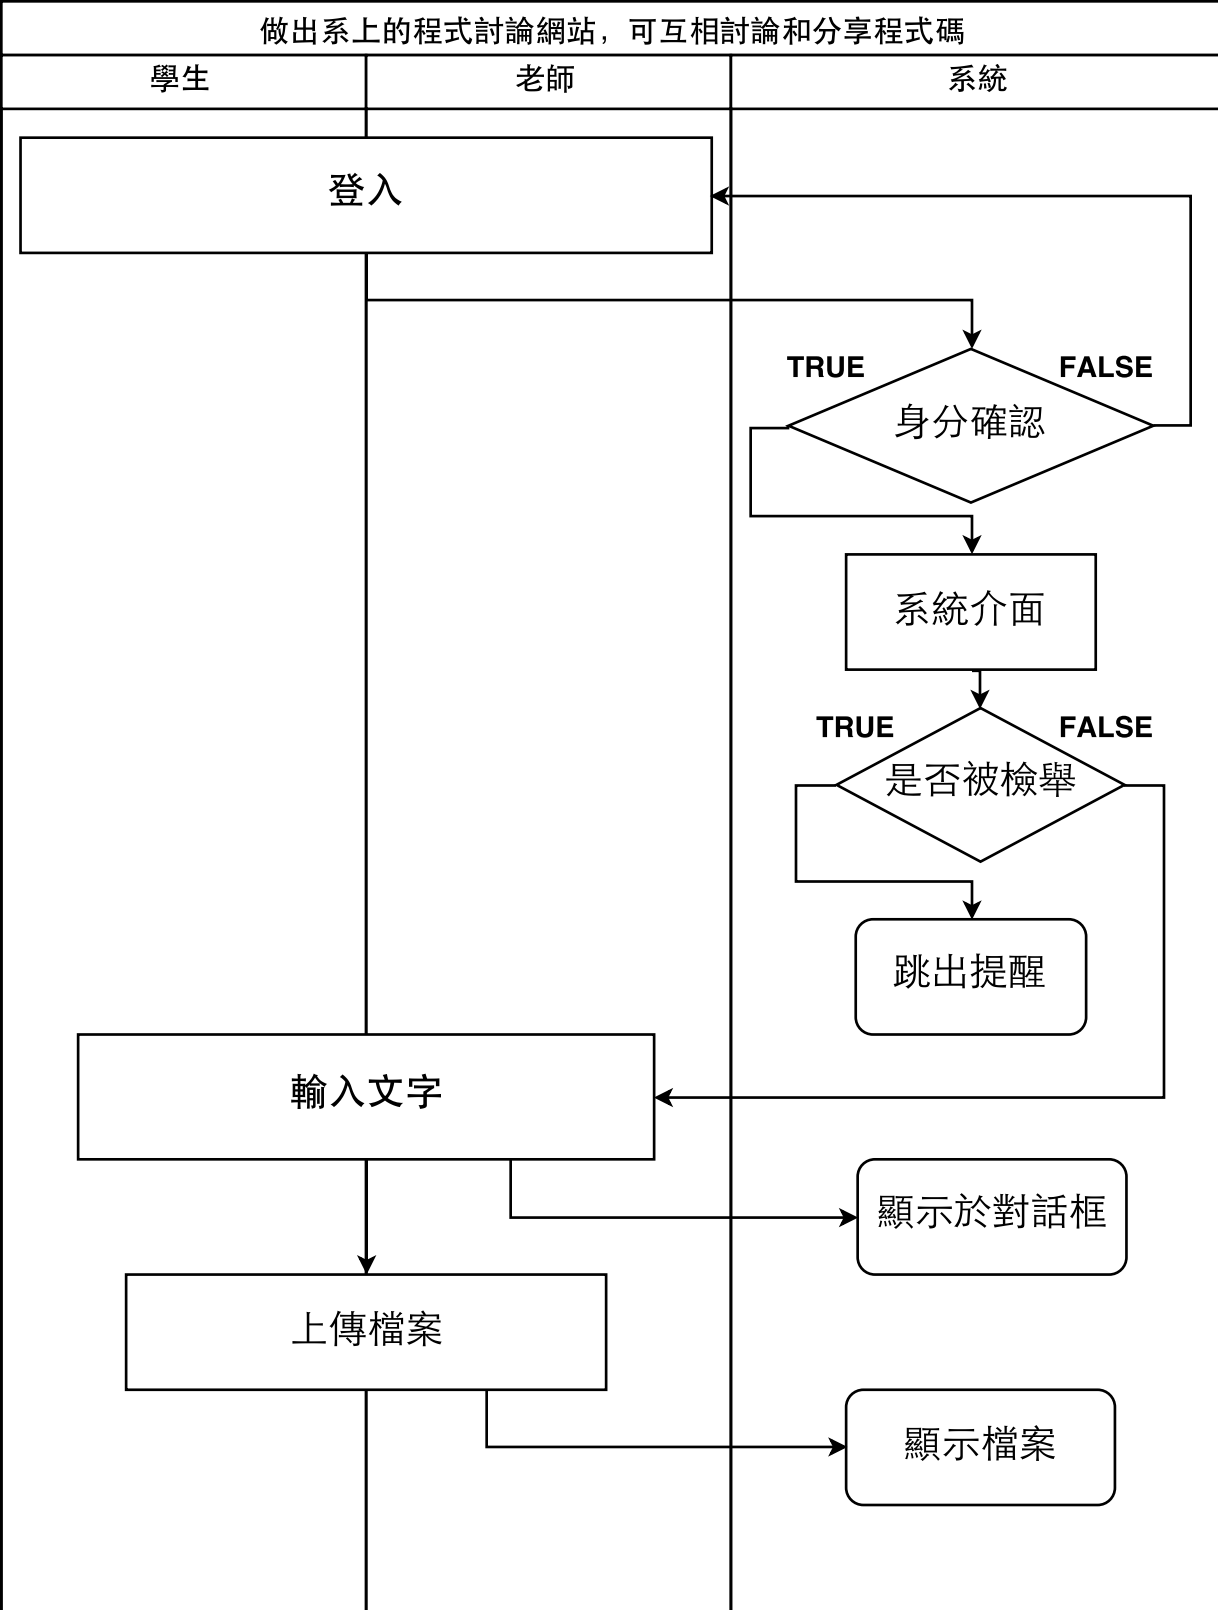 做出系上的程式討論網站，可互相討論和分享程式碼
學生
老師
系統
登入
TRUE
FALSE
身分確認
系統介面
TRUE
FALSE
是否被檢舉
跳出提醒
輸入文字
顯示於對話框
上傳檔案
顯示檔案